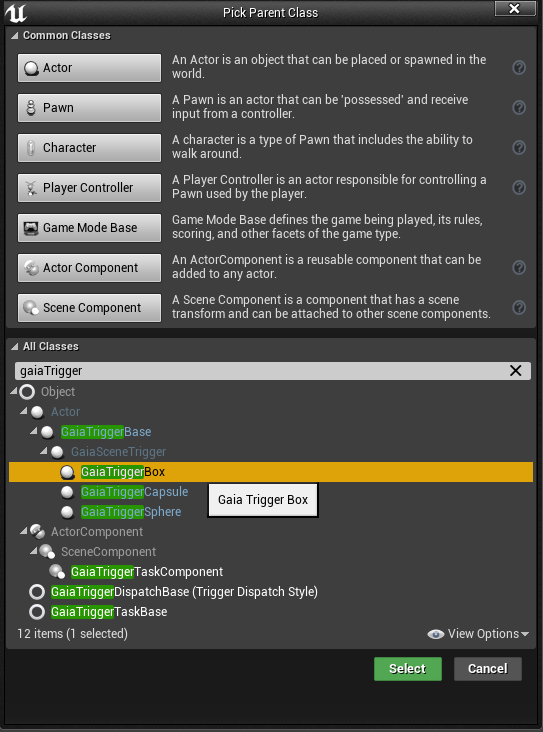 Pick Parent Class
Common Classes
Actor
An Actor is an object that can be placed or spawned in the
world.
Pawn
A Pawn is an actor that can be 'possessed' and receive
input from a controller.
Character
A character is a type of Pawn that includes the ability to
walk around.
Player Controller
A Player Controller is an actor responsible for controlling a
Pawn used by the player.
Game Mode Base
Game Mode Base defines the game being played, its rules,
scoring, and other facets of the game type.
Actor Component
An ActorComponent is a reusable component that can be
added to any actor.
Scene Component
A Scene Component is a component that has a scene
transform and can be attached to other scene components.
All Classes
gaiaTrigger
Object
Actor
GaiaTriggerBase
GaiaSceneTrigger
GaiaTriggerBox
GaiaTriggerCapsule
Gaia Trigger Box
GaiaTriggerSphere
ActorComponent
SceneComponent
GaiaTriggerTaskComponent
GaiaTriggerDispatchBase (Trigger Dispatch Style)
GaiaTriggerTaskBase
12 items (1 selected)
View Options
Select
Cancel